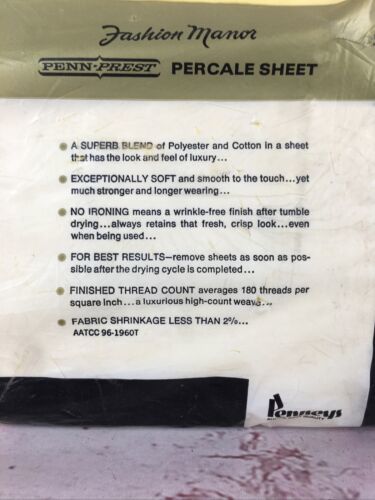 Fashion Manor
PENN-PREST PERCALE SHEET
A SUPERB BLEND of Polyester and Cotton in a sheet
that has the look and feel of luxury...
EXCEPTIONALLY SOFT and smooth to the touch...yet
much stronger and longer wearing...
NO IRONING means a wrinkle-free finish after tumble
drying...always retains that fresh, crisp look...even
when being used...
FOR BEST RESULTS—remove sheets as soon as pos-
sible after the drying cycle is completed...
FINISHED THREAD COUNT averages 180 threads per
square inch...a luxurious high-count weave...
FABRIC SHRINKAGE LESS THAN 2%...
AATCC 96-1960T
Penneys